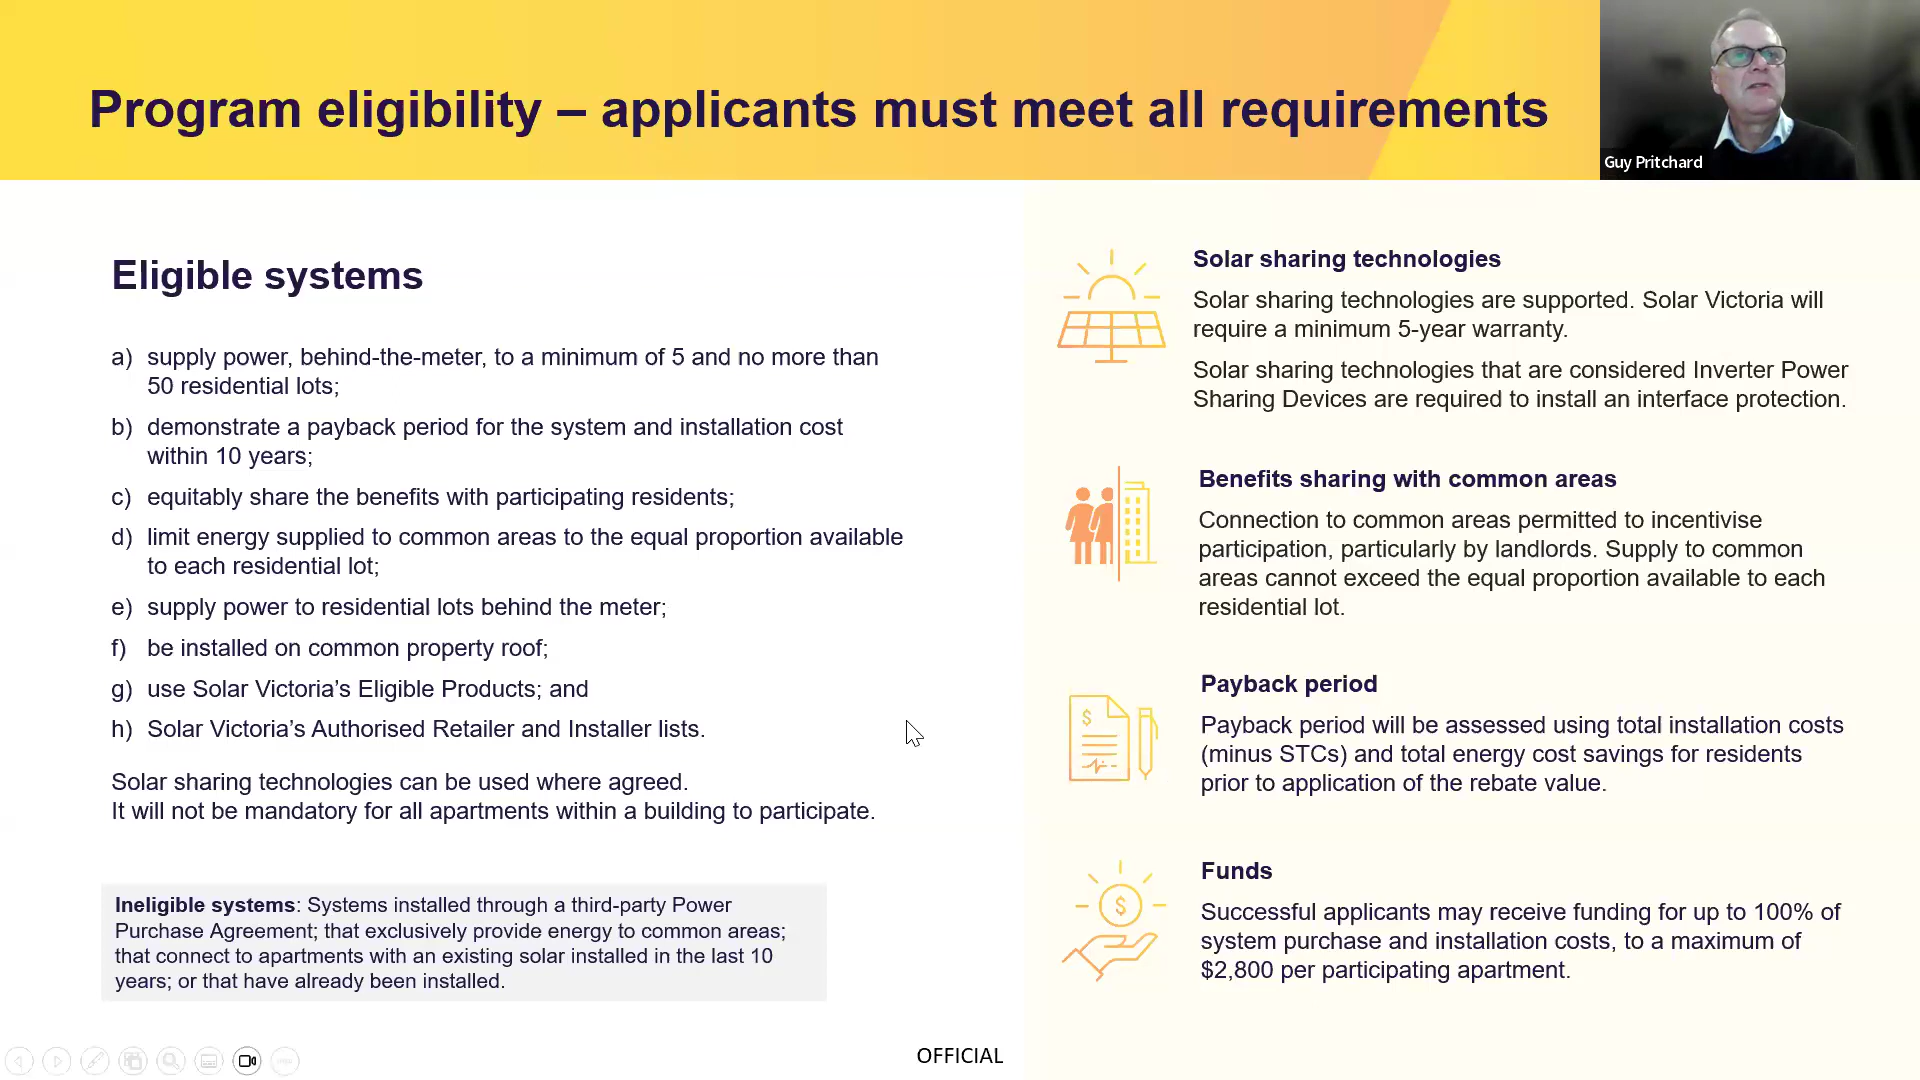 Program eligibility – applicants must meet all requirements
Guy Pritchard
Eligible systems
a) supply power, behind-the-meter, to a minimum of 5 and no more than
50 residential lots;
b) demonstrate a payback period for the system and installation cost
within 10 years;
c) equitably share the benefits with participating residents;
d) limit energy supplied to common areas to the equal proportion available
to each residential lot;
e) supply power to residential lots behind the meter;
f) be installed on common property roof;
g) use Solar Victoria’s Eligible Products; and
h) Solar Victoria’s Authorised Retailer and Installer lists.
Solar sharing technologies can be used where agreed.
It will not be mandatory for all apartments within a building to participate.
Ineligible systems: Systems installed through a third-party Power
Purchase Agreement; that exclusively provide energy to common areas;
that connect to apartments with an existing solar installed in the last 10
years; or that have already been installed.
Solar sharing technologies
Solar sharing technologies are supported. Solar Victoria will
require a minimum 5-year warranty.
Solar sharing technologies that are considered Inverter Power
Sharing Devices are required to install an interface protection.
Benefits sharing with common areas
Connection to common areas permitted to incentivise
participation, particularly by landlords. Supply to common
areas cannot exceed the equal proportion available to each
residential lot.
Payback period
Payback period will be assessed using total installation costs
(minus STCs) and total energy cost savings for residents
prior to application of the rebate value.
Funds
Successful applicants may receive funding for up to 100% of
system purchase and installation costs, to a maximum of
$2,800 per participating apartment.
OFFICIAL